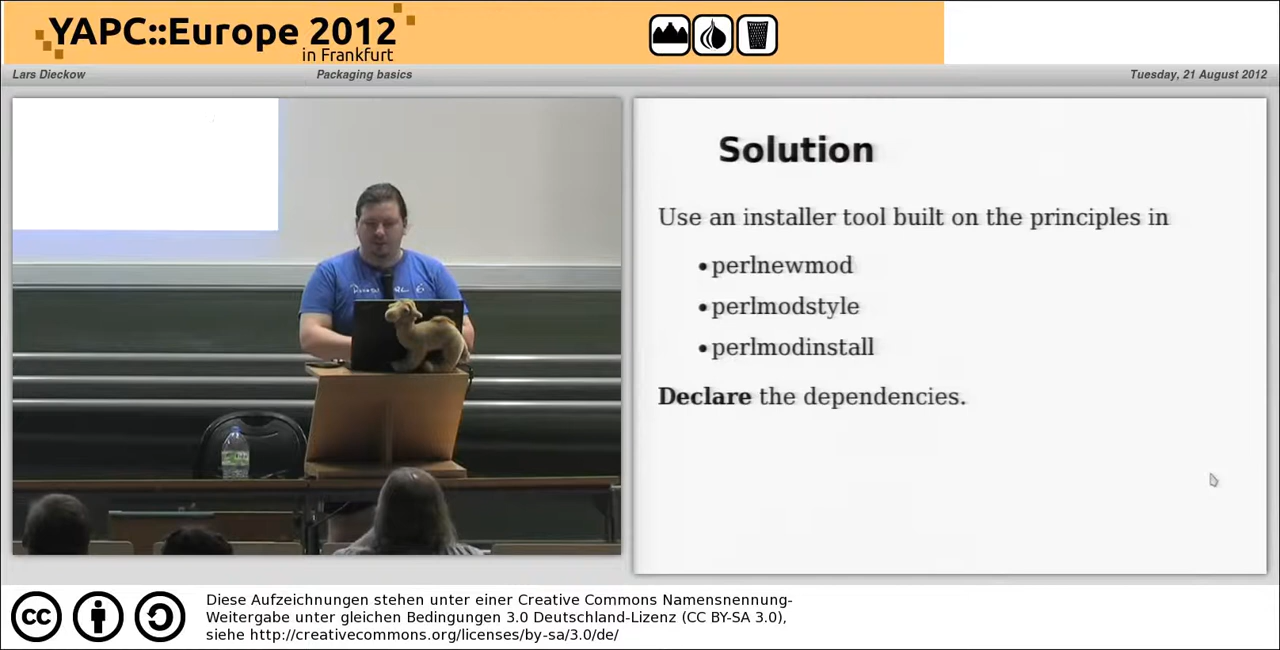 YAPC::Europe 2012
in Frankfurt
Lars Dieckow
Packaging basics
Tuesday, 21 August 2012
Solution
Use an installer tool built on the principles in
•perlnewmod
•perlmodstyle
•perlmodinstall
Declare the dependencies.
cc
Diese Aufzeichnungen stehen unter einer Creative Commons Namensnennung-
Weitergabe unter gleichen Bedingungen 3.0 Deutschland-Lizenz (CC BY-SA 3.0),
siehe http://creativecommons.org/licenses/by-sa/3.0/de/